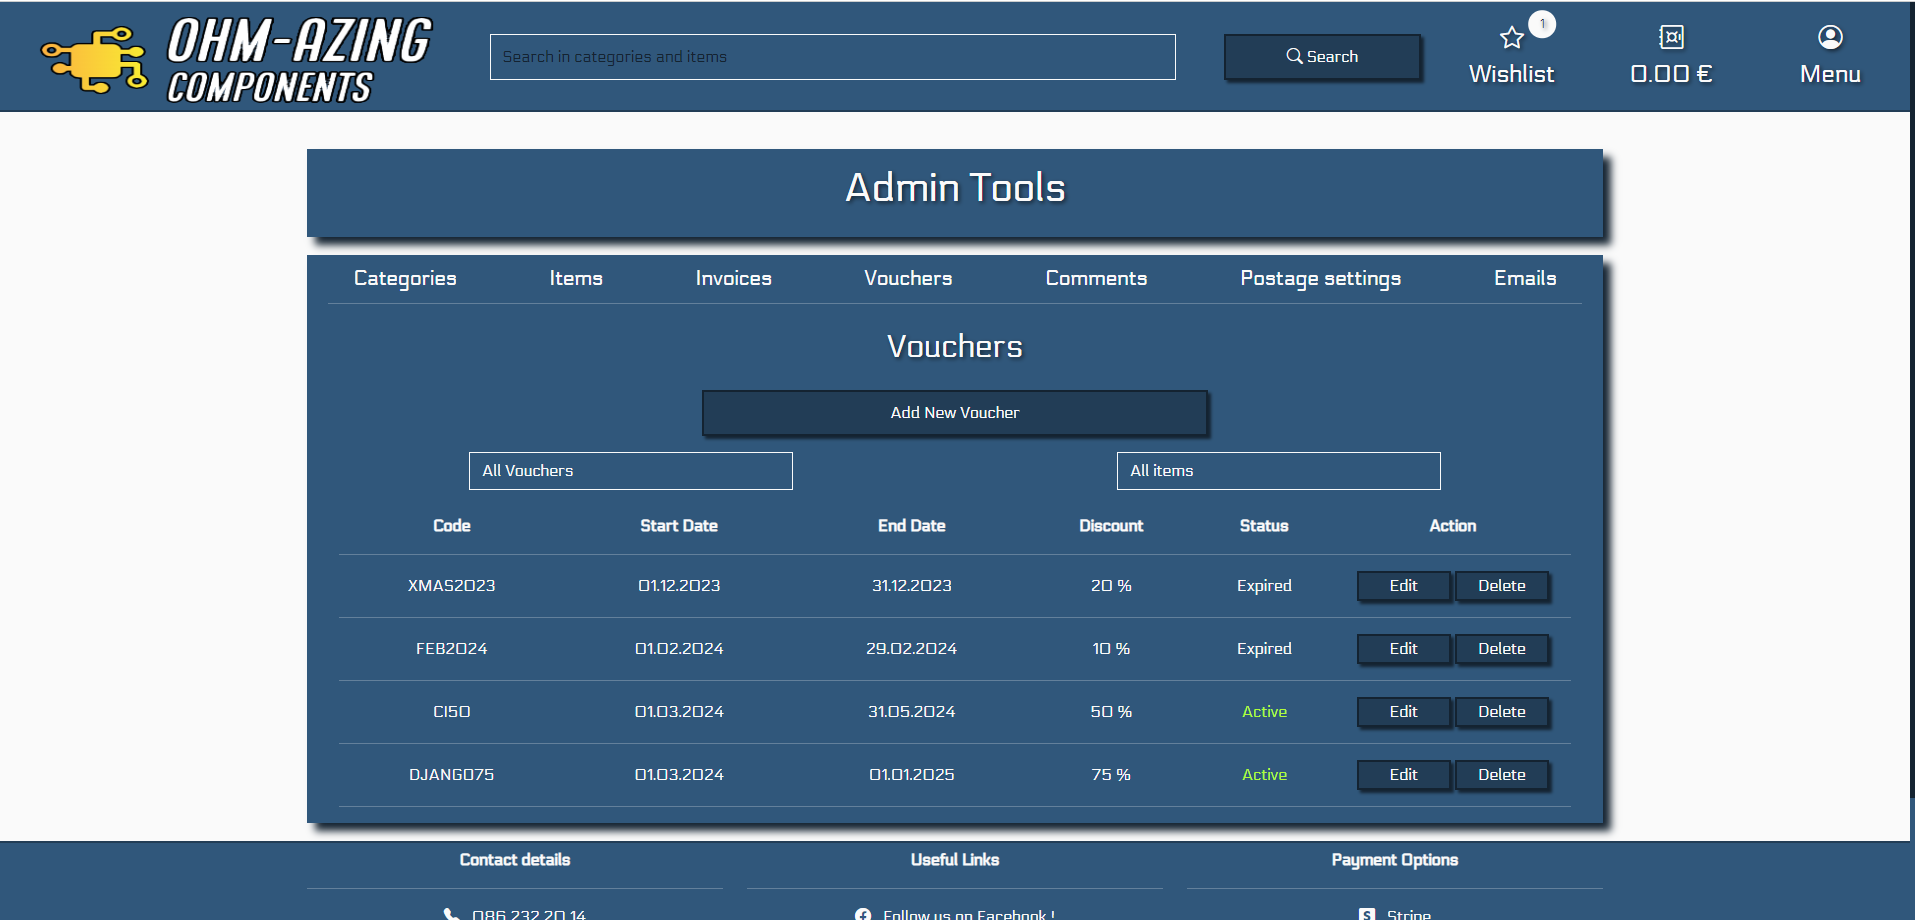 OHM-AZING
COMPONENTS
Search in categories and items
Search
1
Wishlist
0.00 €
Menu
Admin Tools
Categories Items Invoices Vouchers Comments Postage settings Emails
Vouchers
Add New Voucher
All Vouchers All items
Code Start Date End Date Discount Status Action
XMAS2023 01.12.2023 31.12.2023 20 % Expired Edit Delete
FEB2024 01.02.2024 29.02.2024 10 % Expired Edit Delete
CI50 01.03.2024 31.05.2024 50 % Active Edit Delete
DJANGO75 01.03.2024 01.01.2025 75 % Active Edit Delete
Contact details Useful Links Payment Options
086 232 20 14 Follow us on Facebook ! Stripe